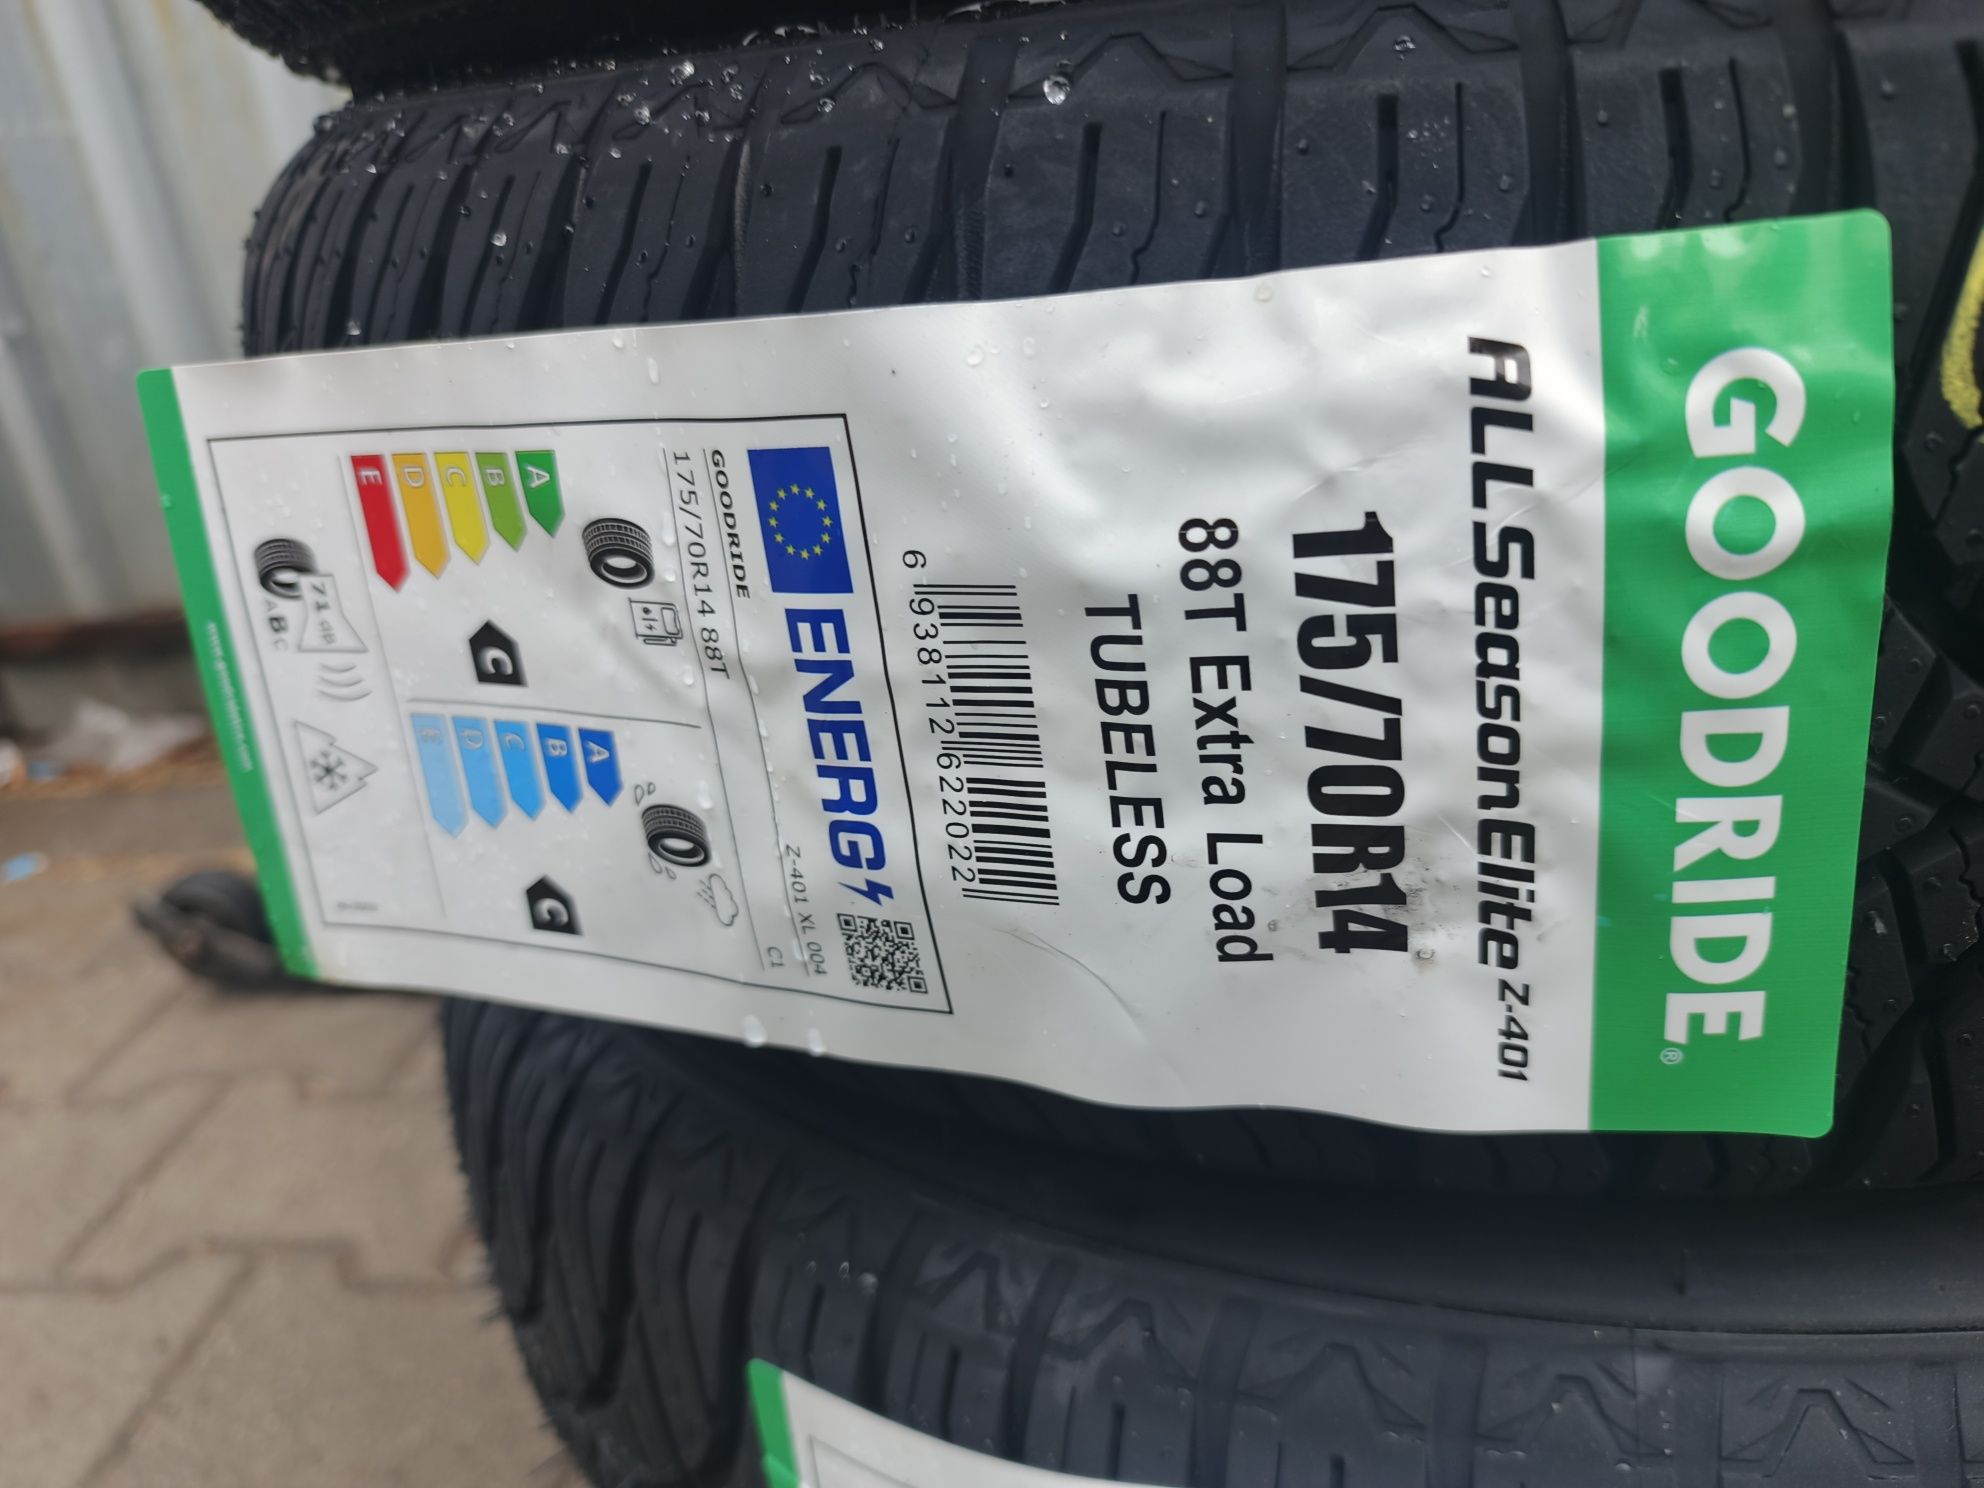 GOODRIDE®
ALLSeasonElite Z-401
175/70R14
88T Extra Load
TUBELESS
6 938112 622022
ENERG
GOODRIDE
Z-401 XL 004
175/70R14 88T
C1
A
B
C
D
E
C
A
B
C
D
E
C
71 dB
ABC